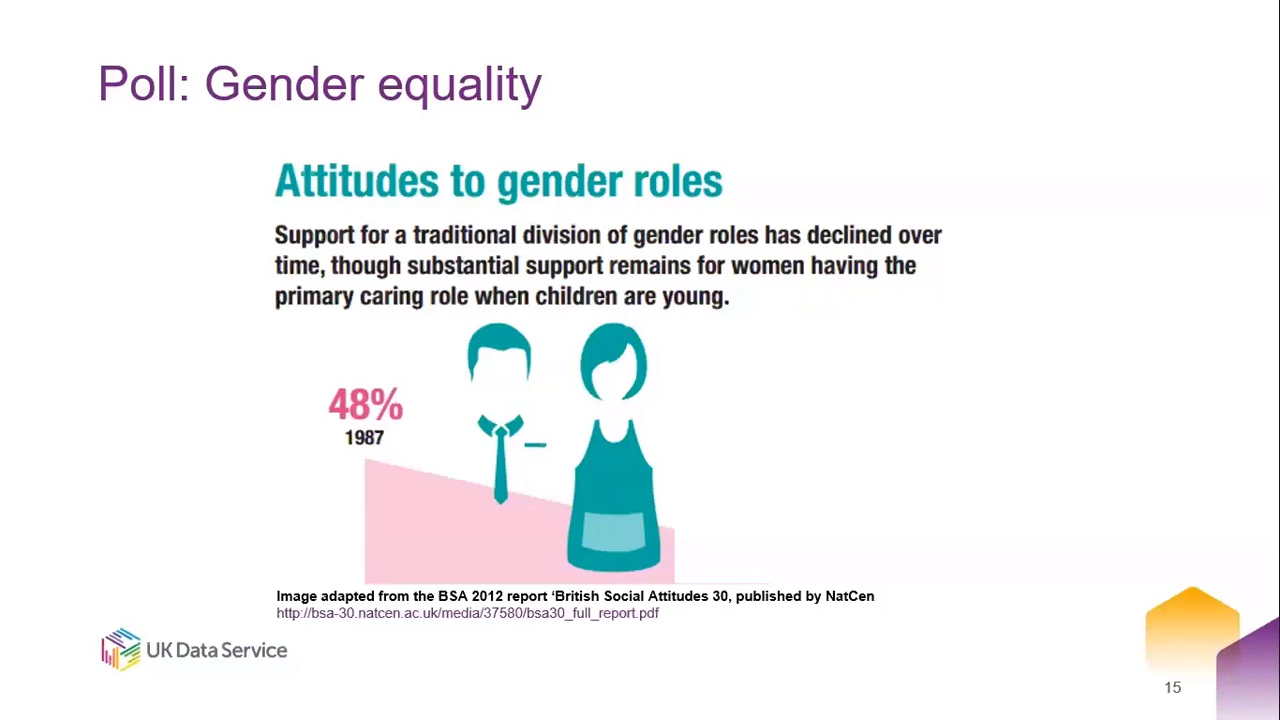 Poll: Gender equality
Attitudes to gender roles
Support for a traditional division of gender roles has declined over
time, though substantial support remains for women having the
primary caring role when children are young.
48%
1987
Image adapted from the BSA 2012 report ‘British Social Attitudes 30, published by NatCen
http://bsa-30.natcen.ac.uk/media/37580/bsa30_full_report.pdf
UK Data Service
15